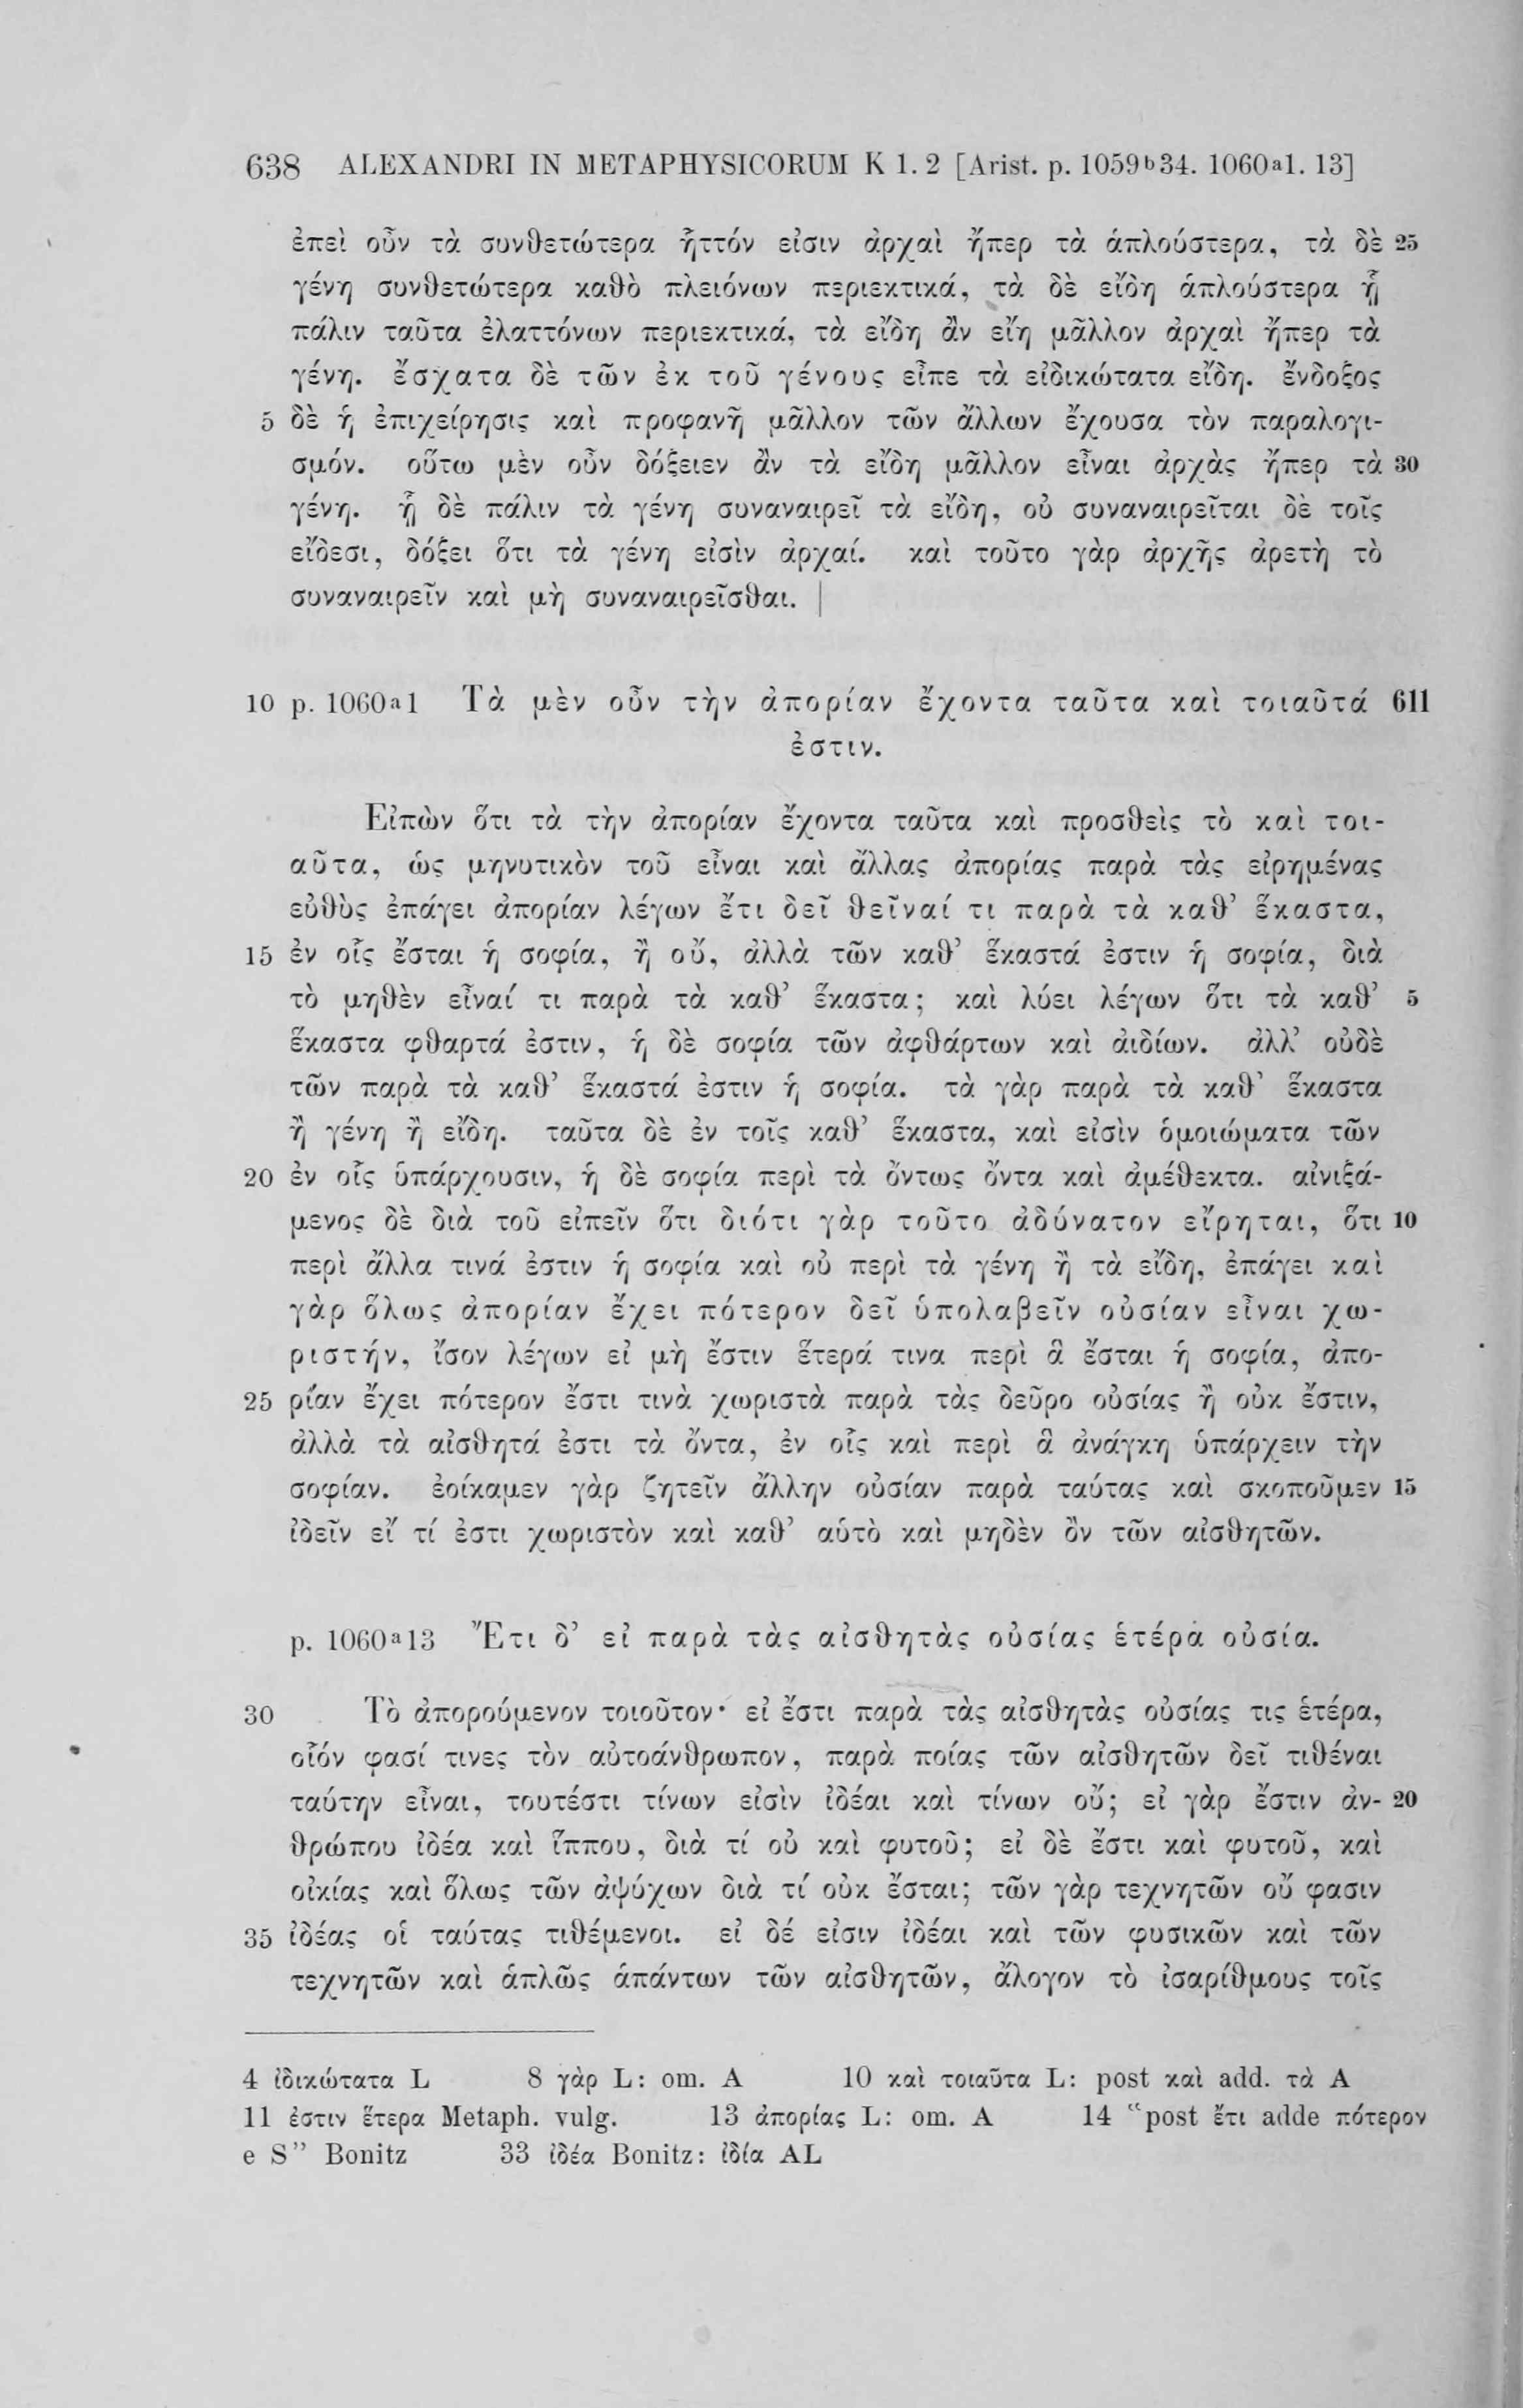 638 ALEXANDRI IN METAPHYSICORUM K 1. 2 [Arist. p. 1059b34. 1060a1. 13]
ἐπεὶ οὖν τὰ συνθετώτερα ἧττόν εἰσιν ἀρχαὶ ἤπερ τὰ ἁπλούστερα, τὰ δὲ 25
γένη συνθετώτερα καθὸ πλειόνων περιεκτικά, τὰ δὲ εἴδη ἁπλούστερα ᾗ
πάλιν ταῦτα ἐλαττόνων περιεκτικά, τὰ εἴδη ἂν εἴη μᾶλλον ἀρχαὶ ἤπερ τὰ
γένη. ἔσχατα δὲ τῶν ἐκ τοῦ γένους εἶπε τὰ εἰδικώτατα εἴδη. ἔνδοξος
5 δὲ ἡ ἐπιχείρησις καὶ προφανῆ μᾶλλον τῶν ἄλλων ἔχουσα τὸν παραλογι-
σμόν. οὕτω μὲν οὖν δόξειεν ἂν τὰ εἴδη μᾶλλον εἶναι ἀρχὰς ἤπερ τὰ 30
γένη. ᾗ δὲ πάλιν τὰ γένη συναναιρεῖ τὰ εἴδη, οὐ συναναιρεῖται δὲ τοῖς
εἴδεσι, δόξει ὅτι τὰ γένη εἰσὶν ἀρχαί. καὶ τοῦτο γὰρ ἀρχῆς ἀρετὴ τὸ
συναναιρεῖν καὶ μὴ συναναιρεῖσθαι. |
10 p. 1060a1 Τὰ μὲν οὖν τὴν ἀπορίαν ἔχοντα ταῦτα καὶ τοιαῦτά 611
ἐστιν.
Εἰπὼν ὅτι τὰ τὴν ἀπορίαν ἔχοντα ταῦτα καὶ προσθεὶς τὸ καὶ τοι-
αῦτα, ὡς μηνυτικὸν τοῦ εἶναι καὶ ἄλλας ἀπορίας παρὰ τὰς εἰρημένας
εὐθὺς ἐπάγει ἀπορίαν λέγων ἔτι δεῖ θεῖναί τι παρὰ τὰ καθ’ ἕκαστα,
15 ἐν οἷς ἔσται ἡ σοφία, ἢ οὔ, ἀλλὰ τῶν καθ’ ἕκαστά ἐστιν ἡ σοφία, διὰ
τὸ μηθὲν εἶναί τι παρὰ τὰ καθ’ ἕκαστα; καὶ λύει λέγων ὅτι τὰ καθ’ 5
ἕκαστα φθαρτά ἐστιν, ἡ δὲ σοφία τῶν ἀφθάρτων καὶ ἀιδίων. ἀλλ’ οὐδὲ
τῶν παρὰ τὰ καθ’ ἕκαστά ἐστιν ἡ σοφία. τὰ γὰρ παρὰ τὰ καθ’ ἕκαστα
ἢ γένη ἢ εἴδη. ταῦτα δὲ ἐν τοῖς καθ’ ἕκαστα, καὶ εἰσὶν ὁμοιώματα τῶν
20 ἐν οἷς ὑπάρχουσιν, ἡ δὲ σοφία περὶ τὰ ὄντως ὄντα καὶ ἀμέθεκτα. αἰνιξά-
μενος δὲ διὰ τοῦ εἰπεῖν ὅτι διότι γὰρ τοῦτο ἀδύνατον εἴρηται, ὅτι 10
περὶ ἄλλα τινά ἐστιν ἡ σοφία καὶ οὐ περὶ τὰ γένη ἢ τὰ εἴδη, ἐπάγει καὶ
γὰρ ὅλως ἀπορίαν ἔχει πότερον δεῖ ὑπολαβεῖν οὐσίαν εἶναι χω-
ριστήν, ἴσον λέγων εἰ μὴ ἔστιν ἕτερά τινα περὶ ἃ ἔσται ἡ σοφία, ἀπο-
25 ρίαν ἔχει πότερον ἔστι τινὰ χωριστὰ παρὰ τὰς δεῦρο οὐσίας ἢ οὐκ ἔστιν,
ἀλλὰ τὰ αἰσθητά ἐστι τὰ ὄντα, ἐν οἷς καὶ περὶ ἃ ἀνάγκη ὑπάρχειν τὴν
σοφίαν. ἐοίκαμεν γὰρ ζητεῖν ἄλλην οὐσίαν παρὰ ταύτας καὶ σκοποῦμεν 15
ἰδεῖν εἴ τί ἐστι χωριστὸν καὶ καθ’ αὑτὸ καὶ μηδὲν ὂν τῶν αἰσθητῶν.
p. 1060a13 Ἔτι δ’ εἰ παρὰ τὰς αἰσθητὰς οὐσίας ἑτέρα οὐσία.
30 Τὸ ἀπορούμενον τοιοῦτον· εἰ ἔστι παρὰ τὰς αἰσθητὰς οὐσίας τις ἑτέρα,
οἷόν φασί τινες τὸν αὐτοάνθρωπον, παρὰ ποίας τῶν αἰσθητῶν δεῖ τιθέναι
ταύτην εἶναι, τουτέστι τίνων εἰσὶν ἰδέαι καὶ τίνων οὔ; εἰ γὰρ ἔστιν ἀν- 20
θρώπου ἰδέα καὶ ἵππου, διὰ τί οὐ καὶ φυτοῦ; εἰ δὲ ἔστι καὶ φυτοῦ, καὶ
οἰκίας καὶ ὅλως τῶν ἀψύχων διὰ τί οὐκ ἔσται; τῶν γὰρ τεχνητῶν οὔ φασιν
35 ἰδέας οἱ ταύτας τιθέμενοι. εἰ δέ εἰσιν ἰδέαι καὶ τῶν φυσικῶν καὶ τῶν
τεχνητῶν καὶ ἁπλῶς ἁπάντων τῶν αἰσθητῶν, ἄλογον τὸ ἰσαρίθμους τοῖς
4 ἰδικώτατα L 8 γὰρ L: om. A 10 καὶ τοιαῦτα L: post καὶ add. τὰ A
11 ἐστιν ἕτερα Metaph. vulg. 13 ἀπορίας L: om. A 14 “post ἔτι adde πότερον
e S” Bonitz 33 ἰδέα Bonitz: ἰδία AL